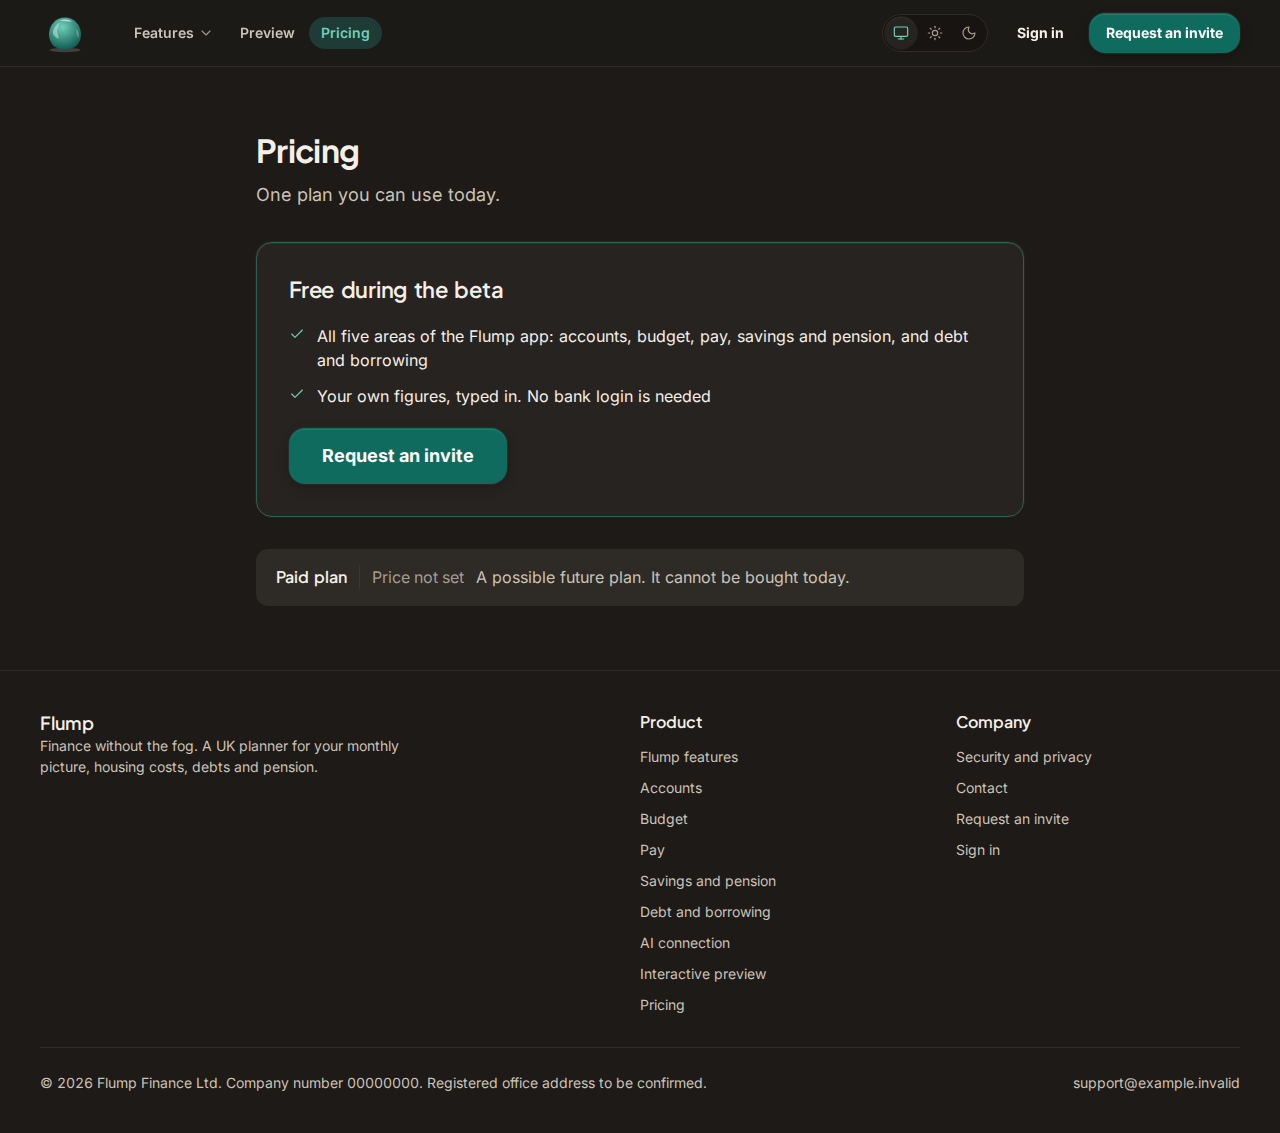 Features
Preview
Pricing
Sign in
Request an invite
Pricing
One plan you can use today.
Free during the beta
All five areas of the Flump app: accounts, budget, pay, savings and pension, and debt
and borrowing
Your own figures, typed in. No bank login is needed
Request an invite
Paid plan
Price not set
A possible future plan. It cannot be bought today.
Flump
Finance without the fog. A UK planner for your monthly
picture, housing costs, debts and pension.
Product
Flump features
Accounts
Budget
Pay
Savings and pension
Debt and borrowing
AI connection
Interactive preview
Pricing
Company
Security and privacy
Contact
Request an invite
Sign in
© 2026 Flump Finance Ltd. Company number 00000000. Registered office address to be confirmed.
support@example.invalid